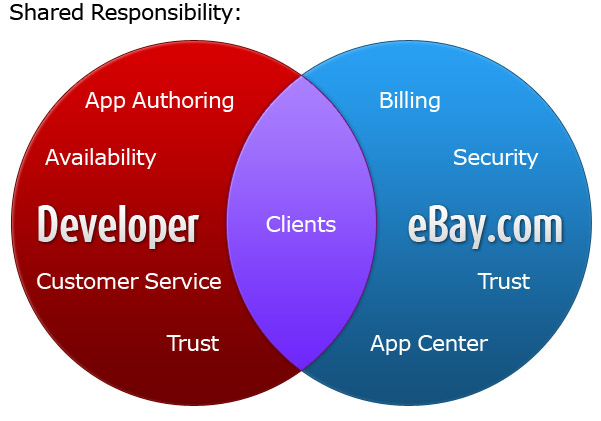 Shared Responsibility:
App Authoring
Billing
Availability
Security
Developer
Clients
eBay.com
Customer Service
Trust
Trust
App Center